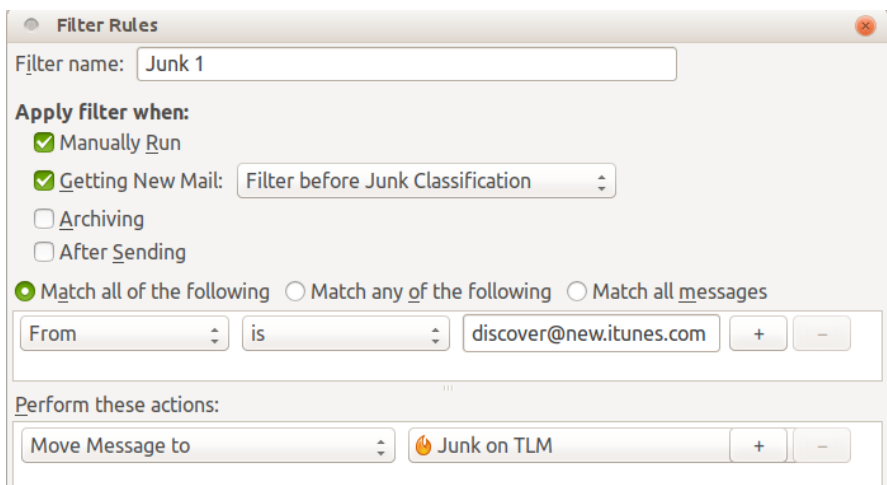 Filter Rules
Filter name: Junk 1
Apply filter when:
Manually Run
Getting New Mail: Filter before Junk Classification
Archiving
After Sending
Match all of the following Match any of the following Match all messages
From is discover@new.itunes.com + −
Perform these actions:
Move Message to Junk on TLM + −